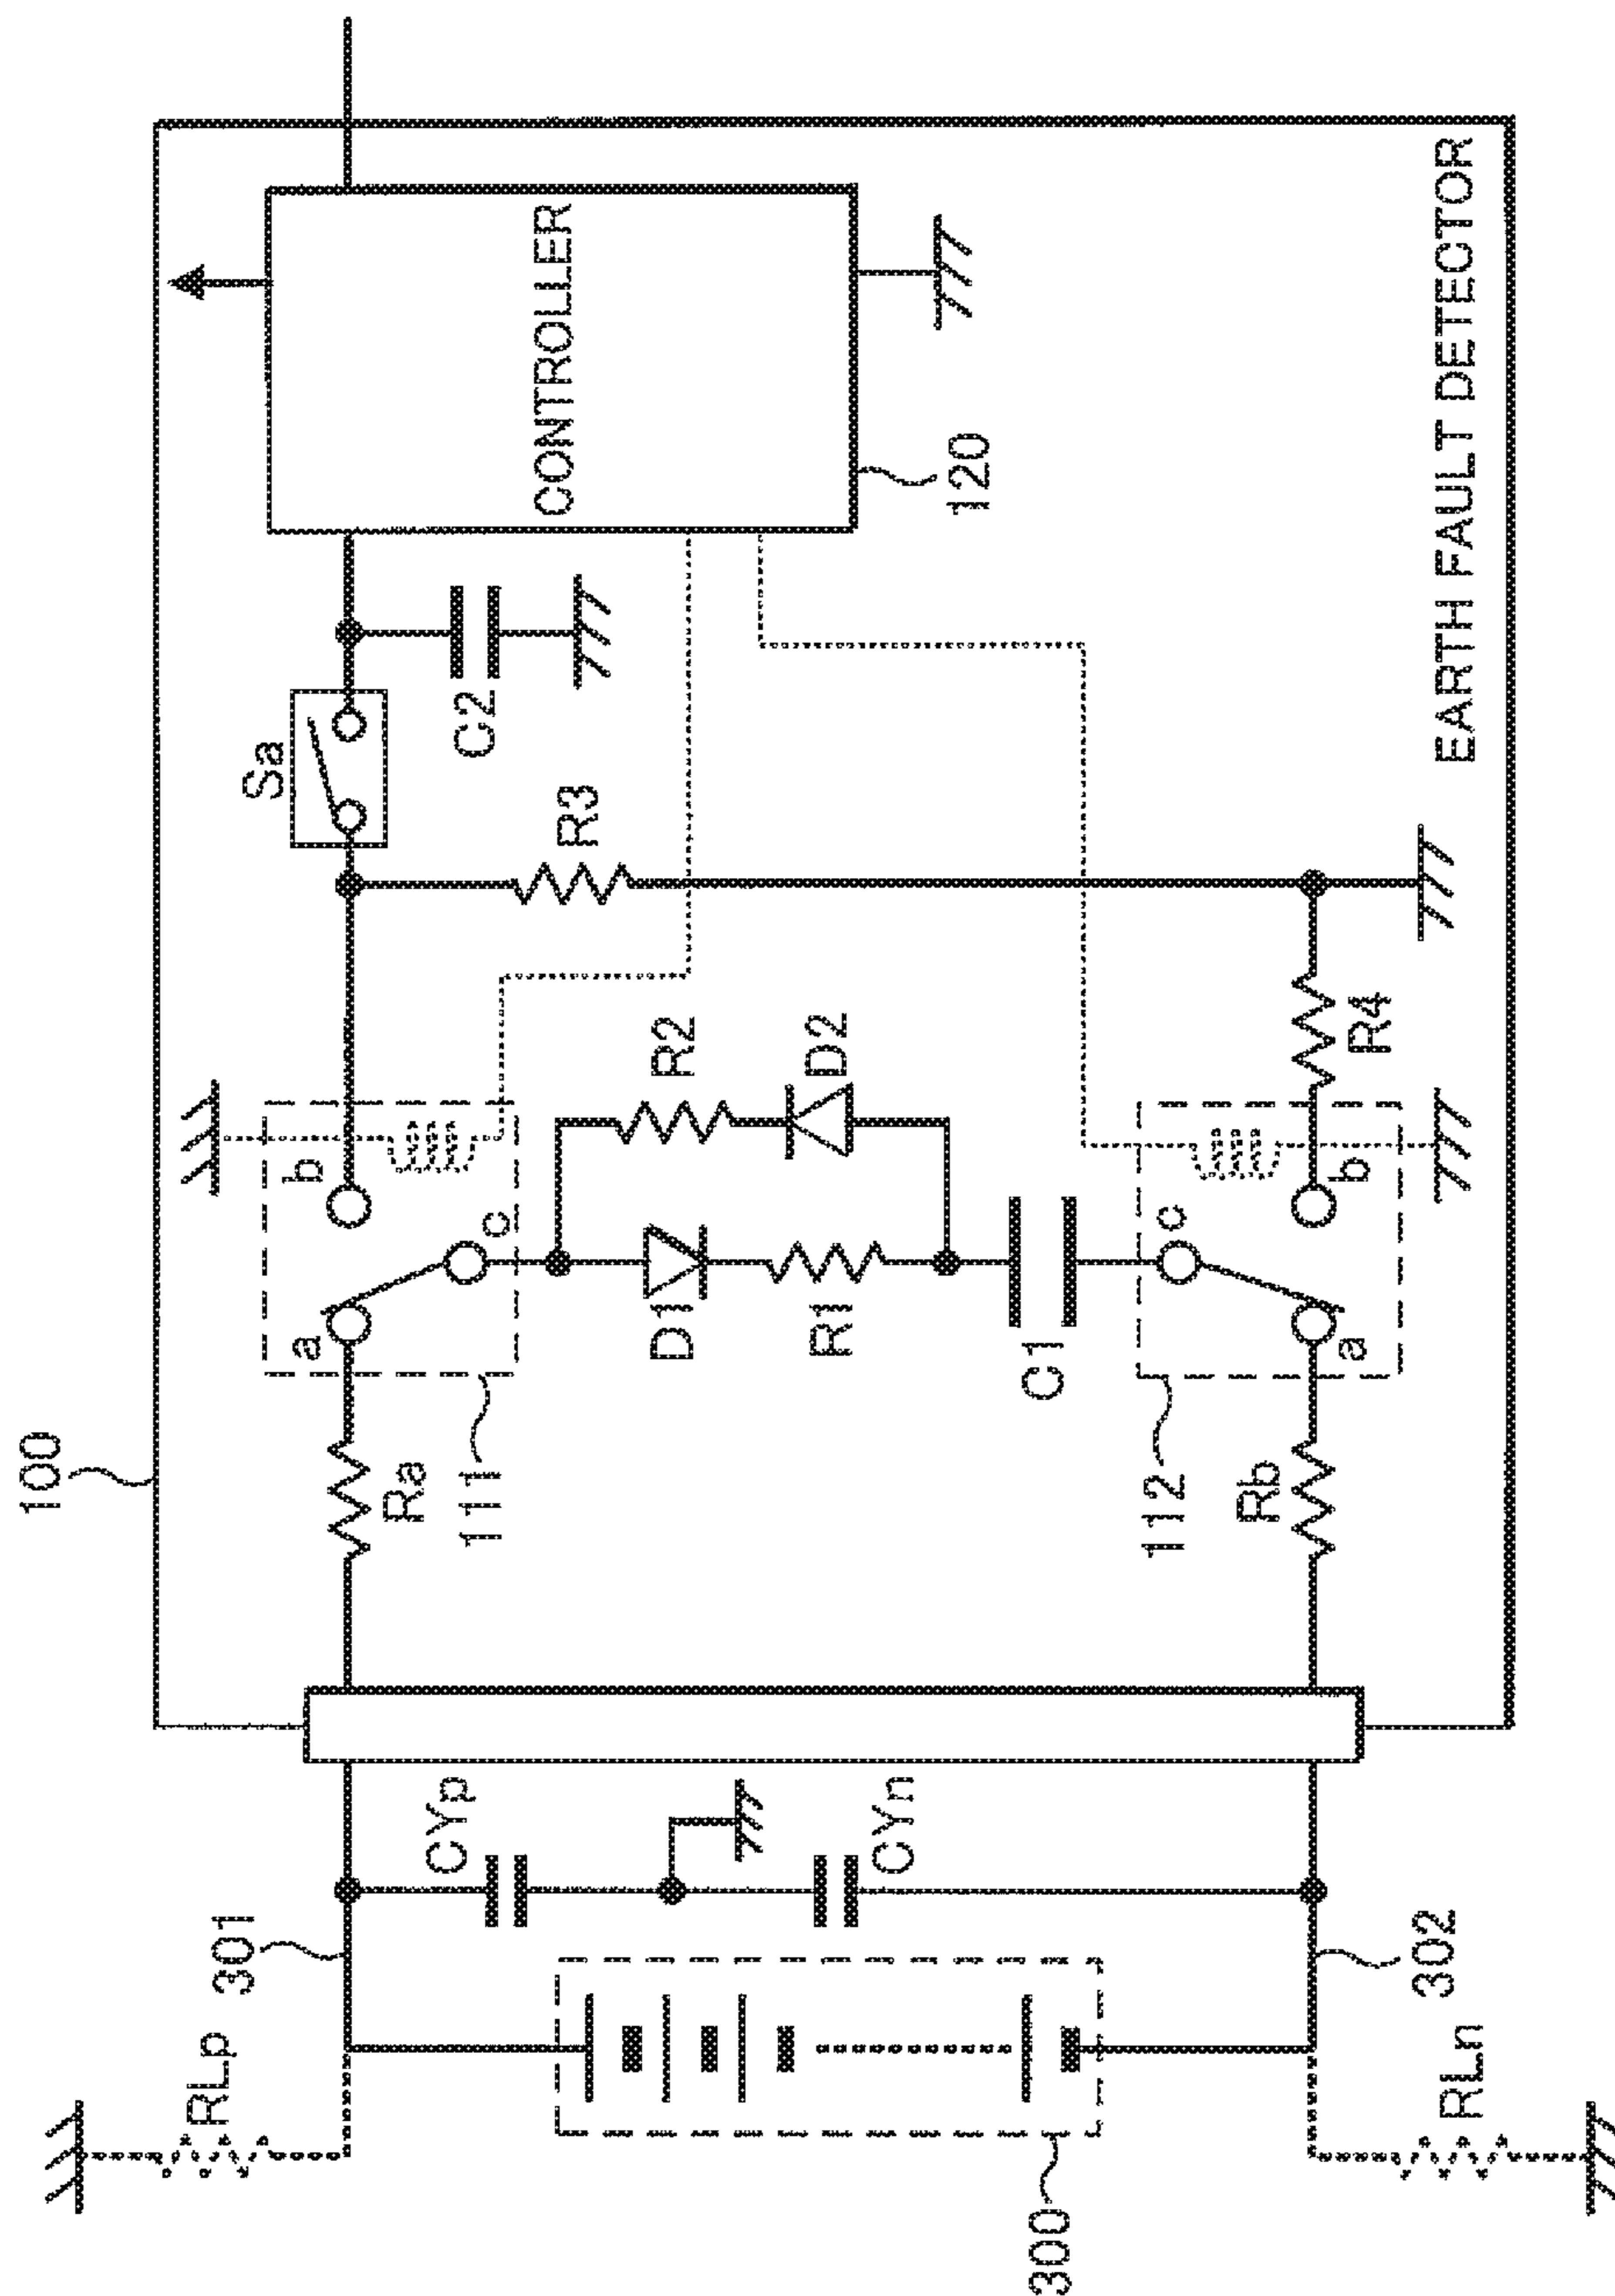 100
EARTH FAULT DETECTOR
CONTROLLER
120
Sa
C2
R3
R2
D2
R4
b
c
a
111
D1
R1
C1
c
b
a
112
Ra
Rb
301
CYp
CYn
302
RLp
RLn
300